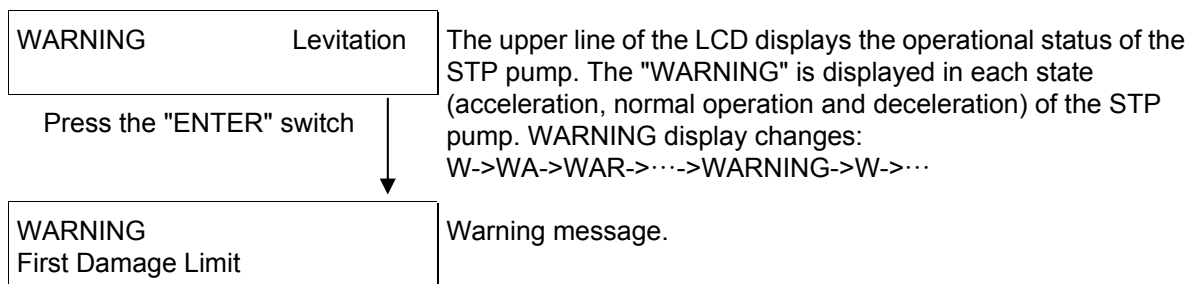 WARNING Levitation
The upper line of the LCD displays the operational status of the
STP pump. The "WARNING" is displayed in each state
(acceleration, normal operation and deceleration) of the STP
pump. WARNING display changes:
W->WA->WAR->···->WARNING->W->···
Press the "ENTER" switch
WARNING
First Damage Limit
Warning message.